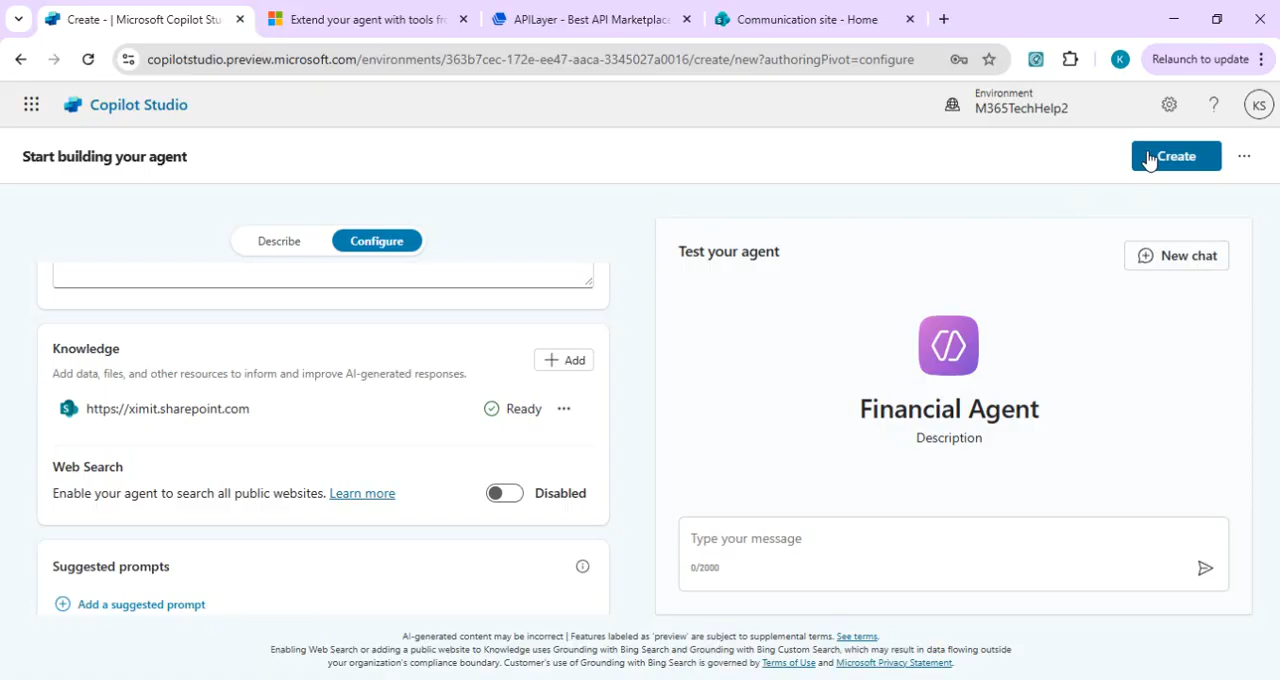 Create - | Microsoft Copilot Stu
Extend your agent with tools fr
APILayer - Best API Marketplac
Communication site - Home
copilotstudio.preview.microsoft.com/environments/363b7cec-172e-ee47-aaca-3345027a0016/create/new?authoringPivot=configure
K
Relaunch to update
Copilot Studio
Environment
M365TechHelp2
?
KS
Start building your agent
Create
Describe
Configure
Knowledge
Add
Add data, files, and other resources to inform and improve AI-generated responses.
https://ximit.sharepoint.com
Ready
Web Search
Enable your agent to search all public websites. Learn more
Disabled
Suggested prompts
Add a suggested prompt
Test your agent
New chat
Financial Agent
Description
Type your message
0/2000
AI-generated content may be incorrect | Features labeled as 'preview' are subject to supplemental terms. See terms.
Enabling Web Search or adding a public website to Knowledge uses Grounding with Bing Search and Grounding with Bing Custom Search, which may result in data flowing outside
your organization's compliance boundary. Customer's use of Grounding with Bing Search is governed by Terms of Use and Microsoft Privacy Statement.